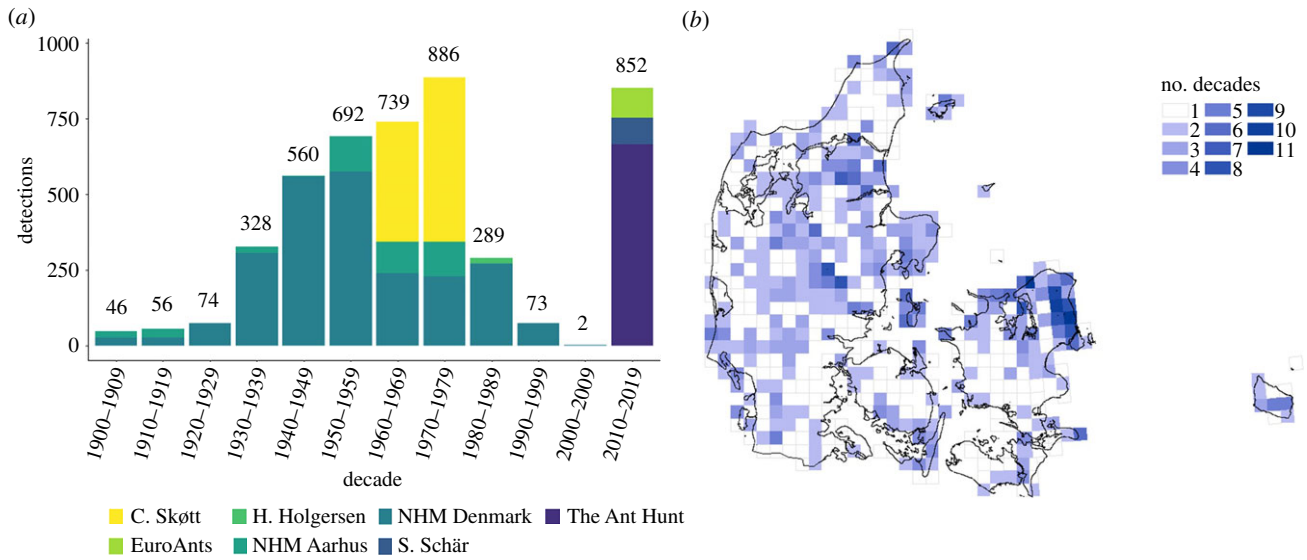 (a)
1000
750
500
250
0
detections
46
56
74
328
560
692
739
886
289
73
2
852
1900–1909
1910–1919
1920–1929
1930–1939
1940–1949
1950–1959
1960–1969
1970–1979
1980–1989
1990–1999
2000–2009
2010–2019
decade
C. Skøtt
H. Holgersen
NHM Denmark
The Ant Hunt
EuroAnts
NHM Aarhus
S. Schär
(b)
no. decades
1 5 9
2 6 10
3 7 11
4 8